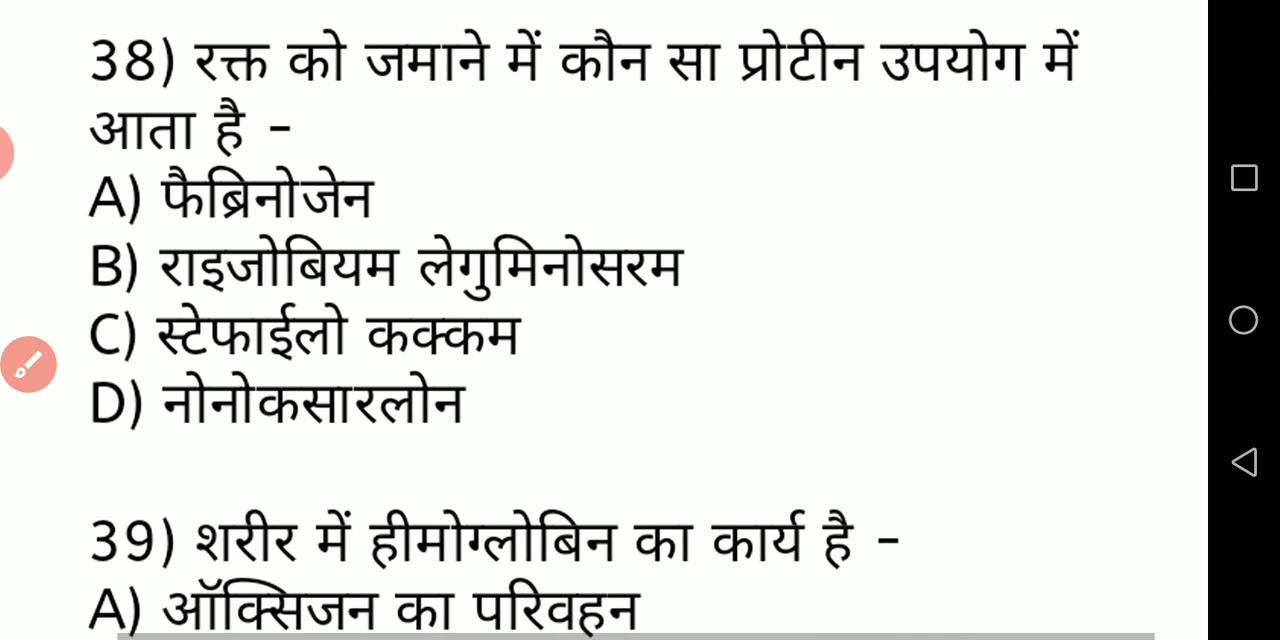 38) रक्त को जमाने में कौन सा प्रोटीन उपयोग में
आता है -
A) फैब्रिनोजेन
B) राइजोबियम लेगुमिनोसरम
C) स्टेफाईलो कक्कम
D) नोनोकसारलोन
39) शरीर में हीमोग्लोबिन का कार्य है -
A) ऑक्सिजन का परिवहन